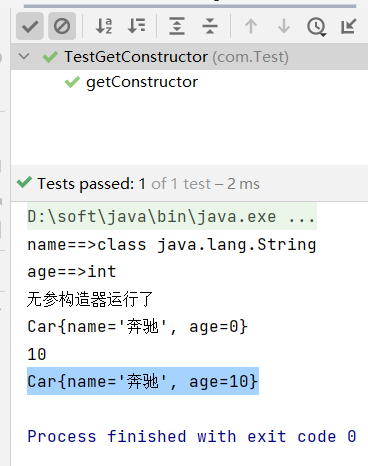 TestGetConstructor (com.Test)
getConstructor
Tests passed: 1 of 1 test – 2 ms
D:\soft\java\bin\java.exe ...
name==>class java.lang.String
age==>int
无参构造器运行了
Car{name='奔驰', age=0}
10
Car{name='奔驰', age=10}
Process finished with exit code 0